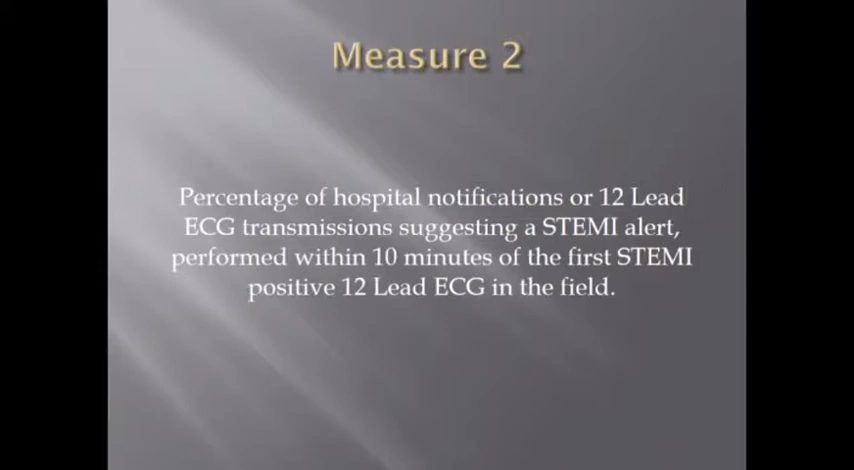 Measure 2
Percentage of hospital notifications or 12 Lead
ECG transmissions suggesting a STEMI alert,
performed within 10 minutes of the first STEMI
positive 12 Lead ECG in the field.